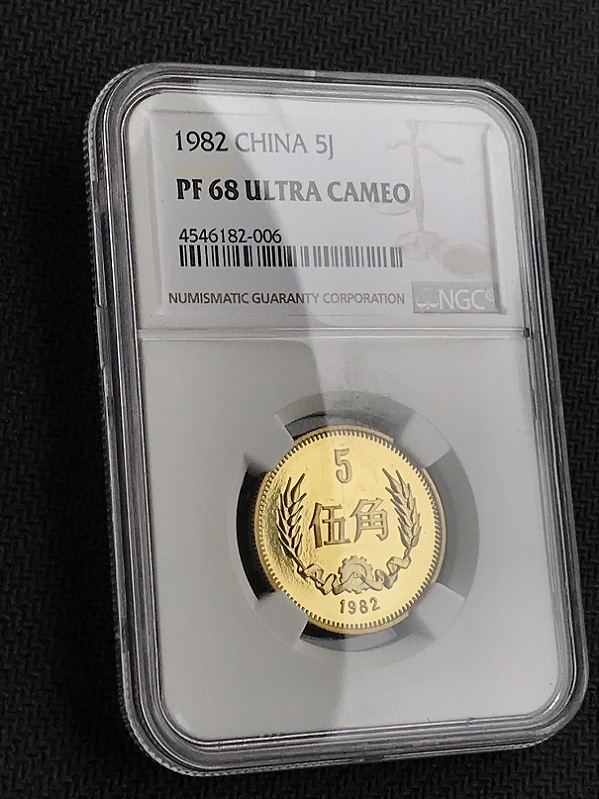 1982 CHINA 5J
PF 68 ULTRA CAMEO
4546182-006
NUMISMATIC GUARANTY CORPORATION
NGC
5
伍角
1982